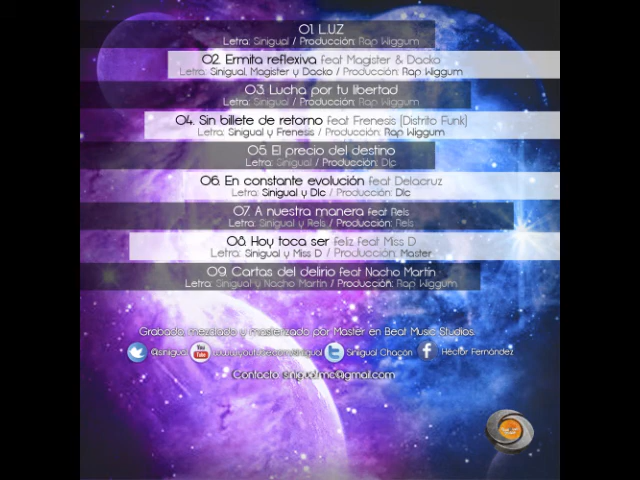 01. L.U.Z
Letra: Sinigual / Producción: Rap Wiggum
02. Ermita reflexiva feat Magister & Dacko
Letra: Sinigual, Magister y Dacko / Producción: Rap Wiggum
03. Lucha por tu libertad
Letra: Sinigual / Producción: Rap Wiggum
04. Sin billete de retorno feat Frenesis (Distrito Funk)
Letra: Sinigual y Frenesis / Producción: Rap Wiggum
05. El precio del destino
Letra: Sinigual / Producción: Dlc
06. En constante evolución feat Delacruz
Letra: Sinigual y Dlc / Producción: Dlc
07. A nuestra manera feat Rels
Letra: Sinigual y Rels / Producción: Rels
08. Hoy toca ser feliz feat Miss D
Letra: Sinigual y Miss D / Producción: Master
09. Cartas del delirio feat Nacho Martín
Letra: Sinigual y Nacho Martín / Producción: Rap Wiggum
Grabado, mezclado y masterizado por Master en Beat Music Studios.
@siniigual You Tube Siniigual Chacón f Héctor Fernández
Contacto: